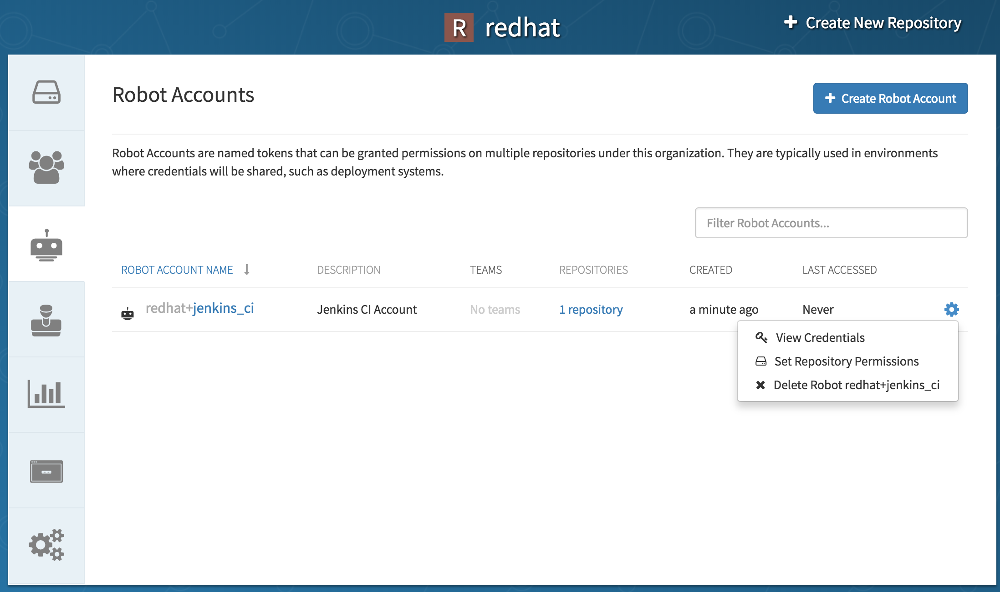 R redhat
Create New Repository
Robot Accounts
Create Robot Account
Robot Accounts are named tokens that can be granted permissions on multiple repositories under this organization. They are typically used in environments
where credentials will be shared, such as deployment systems.
Filter Robot Accounts...
ROBOT ACCOUNT NAME DESCRIPTION TEAMS REPOSITORIES CREATED LAST ACCESSED
redhat+jenkins_ci Jenkins CI Account No teams 1 repository a minute ago Never
View Credentials
Set Repository Permissions
Delete Robot redhat+jenkins_ci